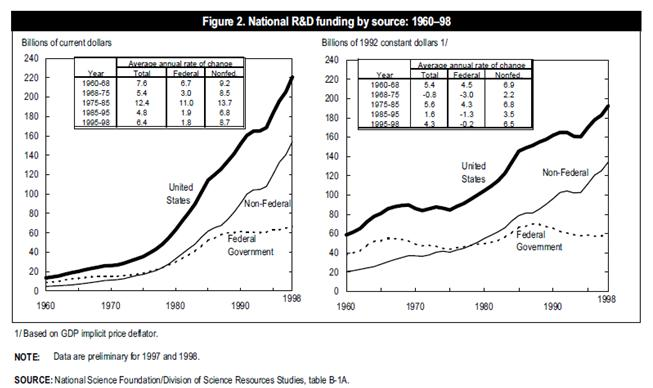 Figure 2. National R&D funding by source: 1960–98
Billions of current dollars
Average annual rate of change
Year Total Federal Nonfed.
1960-68 7.6 6.7 9.2
1968-75 5.4 3.0 8.5
1975-85 12.4 11.0 13.7
1985-95 4.8 1.9 6.8
1995-98 6.4 1.8 8.7
240
220
200
180
160
140
120
100
80
60
40
20
0
United
States
Non-Federal
Federal
Government
1960 1970 1980 1990 1998
Billions of 1992 constant dollars 1/
Average annual rate of change
Year Total Federal Nonfed.
1960-68 5.4 4.5 6.9
1968-75 -0.8 -3.0 2.2
1975-85 5.6 4.3 6.8
1985-95 1.6 -1.3 3.5
1995-98 4.3 -0.2 6.5
240
220
200
180
160
140
120
100
80
60
40
20
0
United
States
Non-Federal
Federal
Government
1960 1970 1980 1990 1998
1/ Based on GDP implicit price deflator.
NOTE: Data are preliminary for 1997 and 1998.
SOURCE: National Science Foundation/Division of Science Resources Studies, table B-1A.